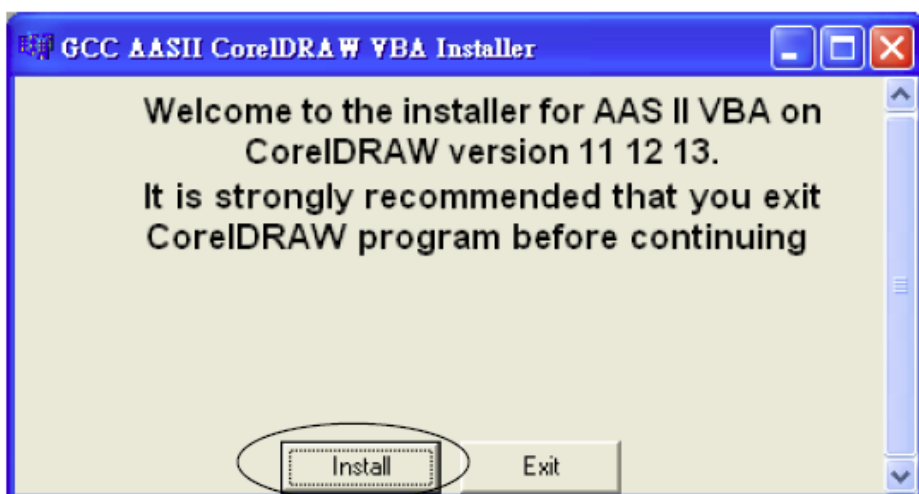 GCC AASII CorelDRAW VBA Installer
Welcome to the installer for AAS II VBA on
CorelDRAW version 11 12 13.
It is strongly recommended that you exit
CorelDRAW program before continuing
Install Exit